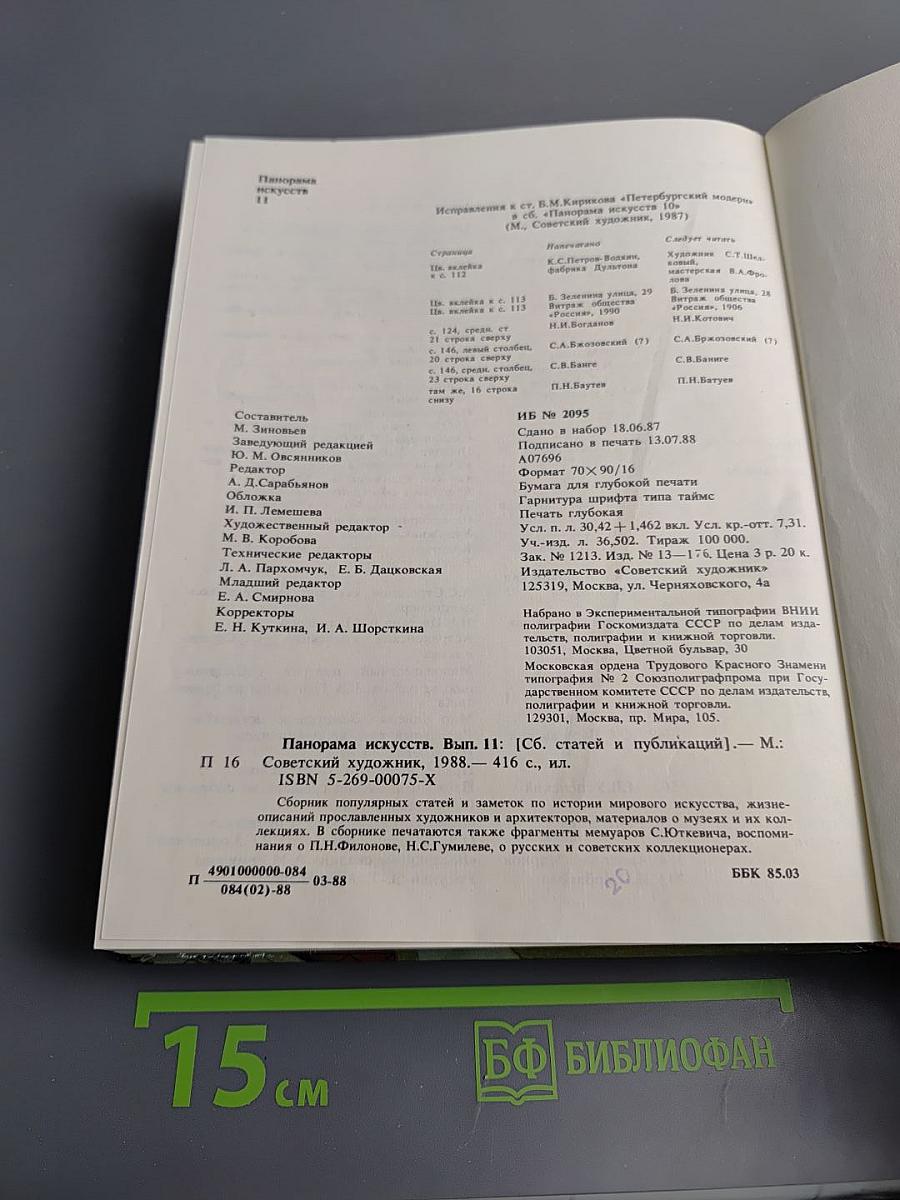 Панорама
искусств
11
Исправления к ст. Б.М.Кирикова «Петербургский модерн»
в сб. «Панорама искусств 10»
(М., Советский художник, 1987)
Страница Напечатано Следует читать
Цв. вклейка
к с. 112
К.С.Петров-Водкин,
фабрика Дультона
Художник С.Т.Шел-
ковый,
мастерская В.А.Фро-
лова
Цв. вклейка к с. 113
Б. Зеленина улица, 29
Б. Зеленина улица, 28
Цв. вклейка к с. 113
Витраж общества
«Россия», 1990
Витраж общества
«Россия», 1906
с. 124, средн. ст
21 строка сверху
Н.И.Богданов
Н.И.Котович
с. 146, левый столбец,
20 строка сверху
С.А.Бжозовский (?)
С.А.Бржозовский (?)
с. 146, средн. столбец,
23 строка сверху
С.В.Банге
С.В.Баниге
там же, 16 строка
снизу
П.Н.Баутев
П.Н.Батуев
Составитель
М. Зиновьев
Заведующий редакцией
Ю. М. Овсянников
Редактор
А. Д.Сарабьянов
Обложка
И. П. Лемешева
Художественный редактор
М. В. Коробова
Технические редакторы
Л. А. Пархомчук, Е. Б. Дацковская
Младший редактор
Е. А. Смирнова
Корректоры
Е. Н. Куткина, И. А. Шорсткина
ИБ № 2095
Сдано в набор 18.06.87
Подписано в печать 13.07.88
А07696
Формат 70×90/16
Бумага для глубокой печати
Гарнитура шрифта типа таймс
Печать глубокая
Усл. п. л. 30,42+1,462 вкл. Усл. кр.-отт. 7,31.
Уч.-изд. л. 36,502. Тираж 100 000.
Зак. № 1213. Изд. № 13—176. Цена 3 р. 20 к.
Издательство «Советский художник»
125319, Москва, ул. Черняховского, 4а
Набрано в Экспериментальной типографии ВНИИ
полиграфии Госкомиздата СССР по делам изда-
тельств, полиграфии и книжной торговли.
103051, Москва, Цветной бульвар, 30
Московская ордена Трудового Красного Знамени
типография № 2 Союзполиграфпрома при Госу-
дарственном комитете СССР по делам издательств,
полиграфии и книжной торговли.
129301, Москва, пр. Мира, 105.
Панорама искусств. Вып. 11: [Сб. статей и публикаций].— М.:
П 16 Советский художник, 1988.— 416 с., ил.
ISBN 5-269-00075-X
Сборник популярных статей и заметок по истории мирового искусства, жизне-
описаний прославленных художников и архитекторов, материалов о музеях и их кол-
лекциях. В сборнике печатаются также фрагменты мемуаров С.Юткевича, воспоми-
нания о П.Н.Филонове, Н.С.Гумилеве, о русских и советских коллекционерах.
П 4901000000-084 03-88
084(02)-88
ББК 85.03
20
15 см
БФ БИБЛИОФАН